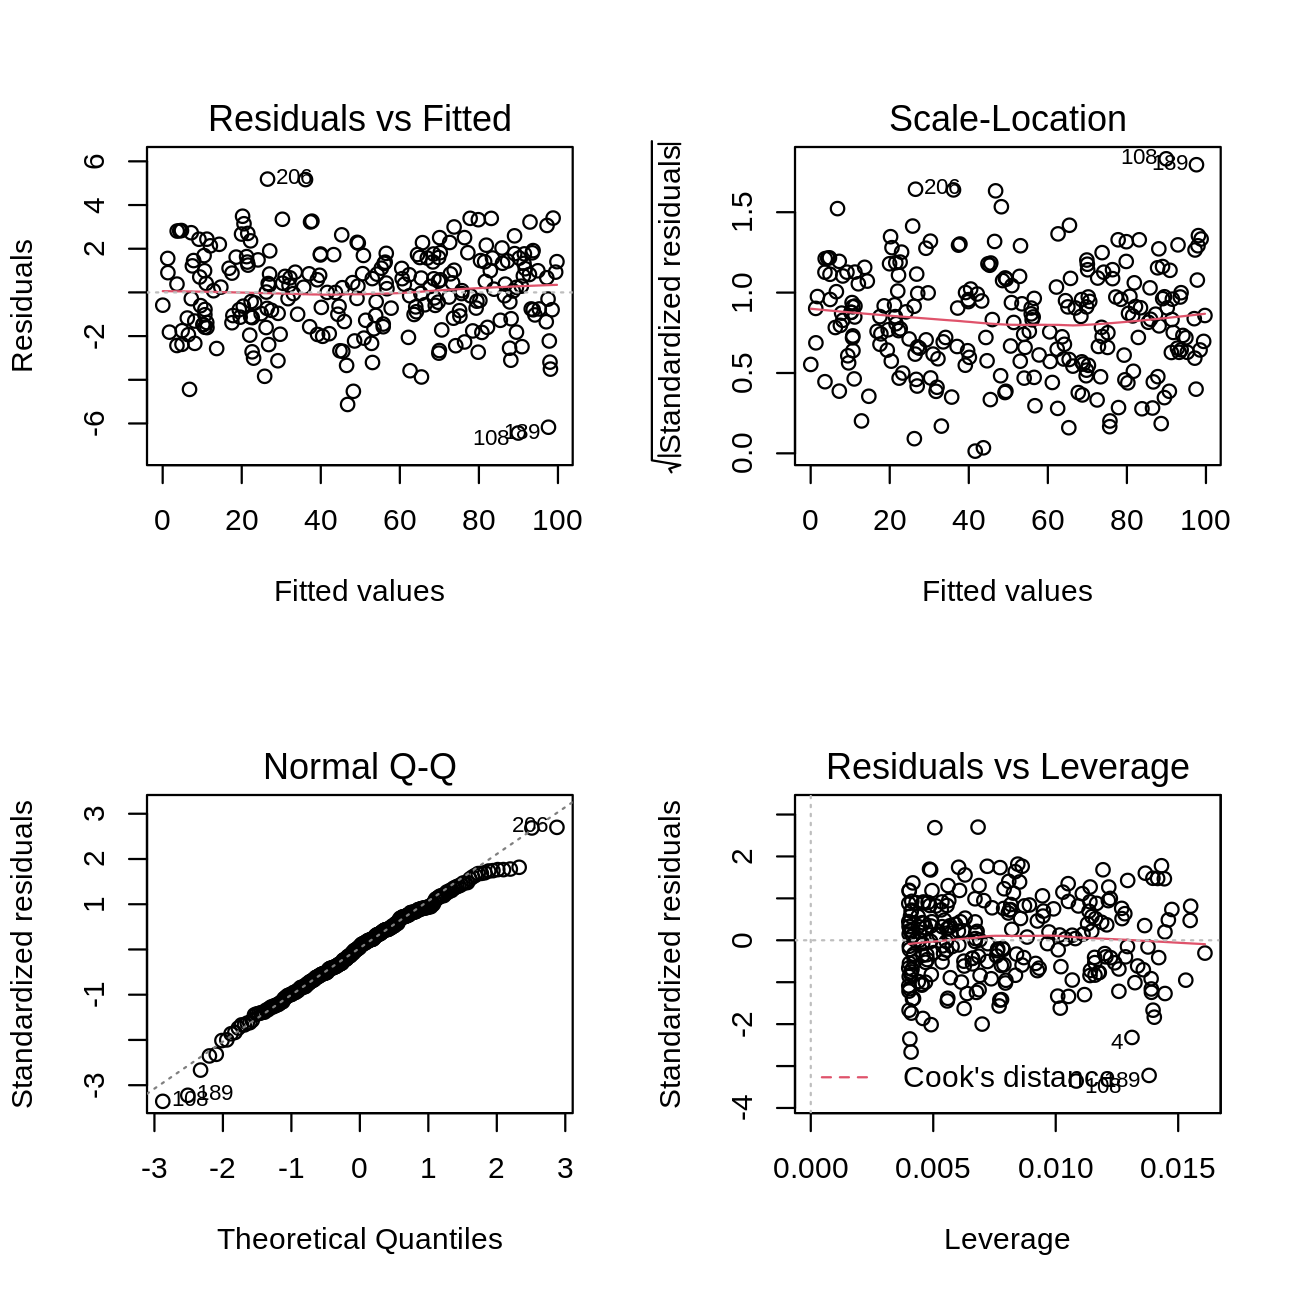 Residuals vs Fitted
Residuals
6
4
2
-2
-6
206
108
189
0 20 40 60 80 100
Fitted values
Scale-Location
√|Standardized residuals|
1.5
1.0
0.5
0.0
108
189
206
0 20 40 60 80 100
Fitted values
Normal Q-Q
Standardized residuals
3
2
1
-1
-3
206
108
189
-3 -2 -1 0 1 2 3
Theoretical Quantiles
Residuals vs Leverage
Standardized residuals
2
0
-2
-4
4
Cook's distance
108
189
0.000 0.005 0.010 0.015
Leverage